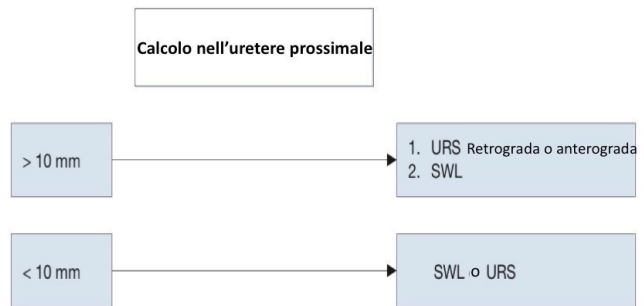 Calcolo nell'uretere prossimale
> 10 mm
1. URS Retrograda o anterograda
2. SWL
< 10 mm
SWL o URS